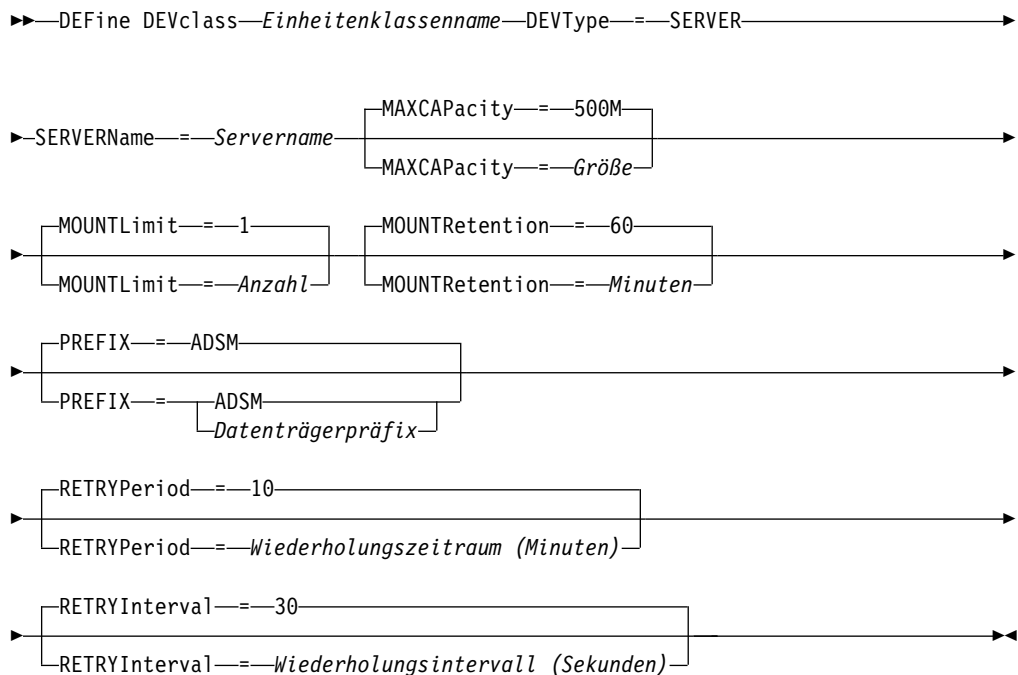 DEFine DEVclass Einheitenklassenname DEVType = SERVER
SERVERName = Servername MAXCAPacity = 500M
MAXCAPacity = Größe
MOUNTLimit = 1 MOUNTRetention = 60
MOUNTLimit = Anzahl MOUNTRetention = Minuten
PREFIX = ADSM
PREFIX = ADSM
Datenträgerpräfix
RETRYPeriod = 10
RETRYPeriod = Wiederholungszeitraum (Minuten)
RETRYInterval = 30
RETRYInterval = Wiederholungsintervall (Sekunden)